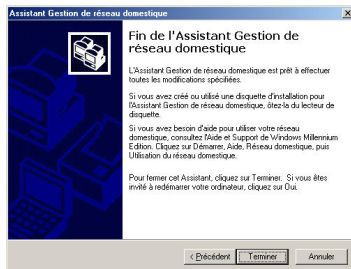 Assistant Gestion de réseau domestique
Fin de l'Assistant Gestion de
réseau domestique
L'Assistant Gestion de réseau domestique est prêt à effectuer
toutes les modifications spécifiées.
Si vous avez créé ou utilisé une disquette d'installation pour
l'Assistant Gestion de réseau domestique, ôtez-la du lecteur de
disquette.
Si vous avez besoin d'aide pour utiliser votre réseau
domestique, consultez l'Aide et Support de Windows Millennium
Edition. Cliquez sur Démarrer, Aide, Réseau domestique, puis
Utilisation du réseau domestique.
Pour fermer cet Assistant, cliquez sur Terminer. Si vous êtes
invité à redémarrer votre ordinateur, cliquez sur Oui.
< Précédent
Terminer
Annuler